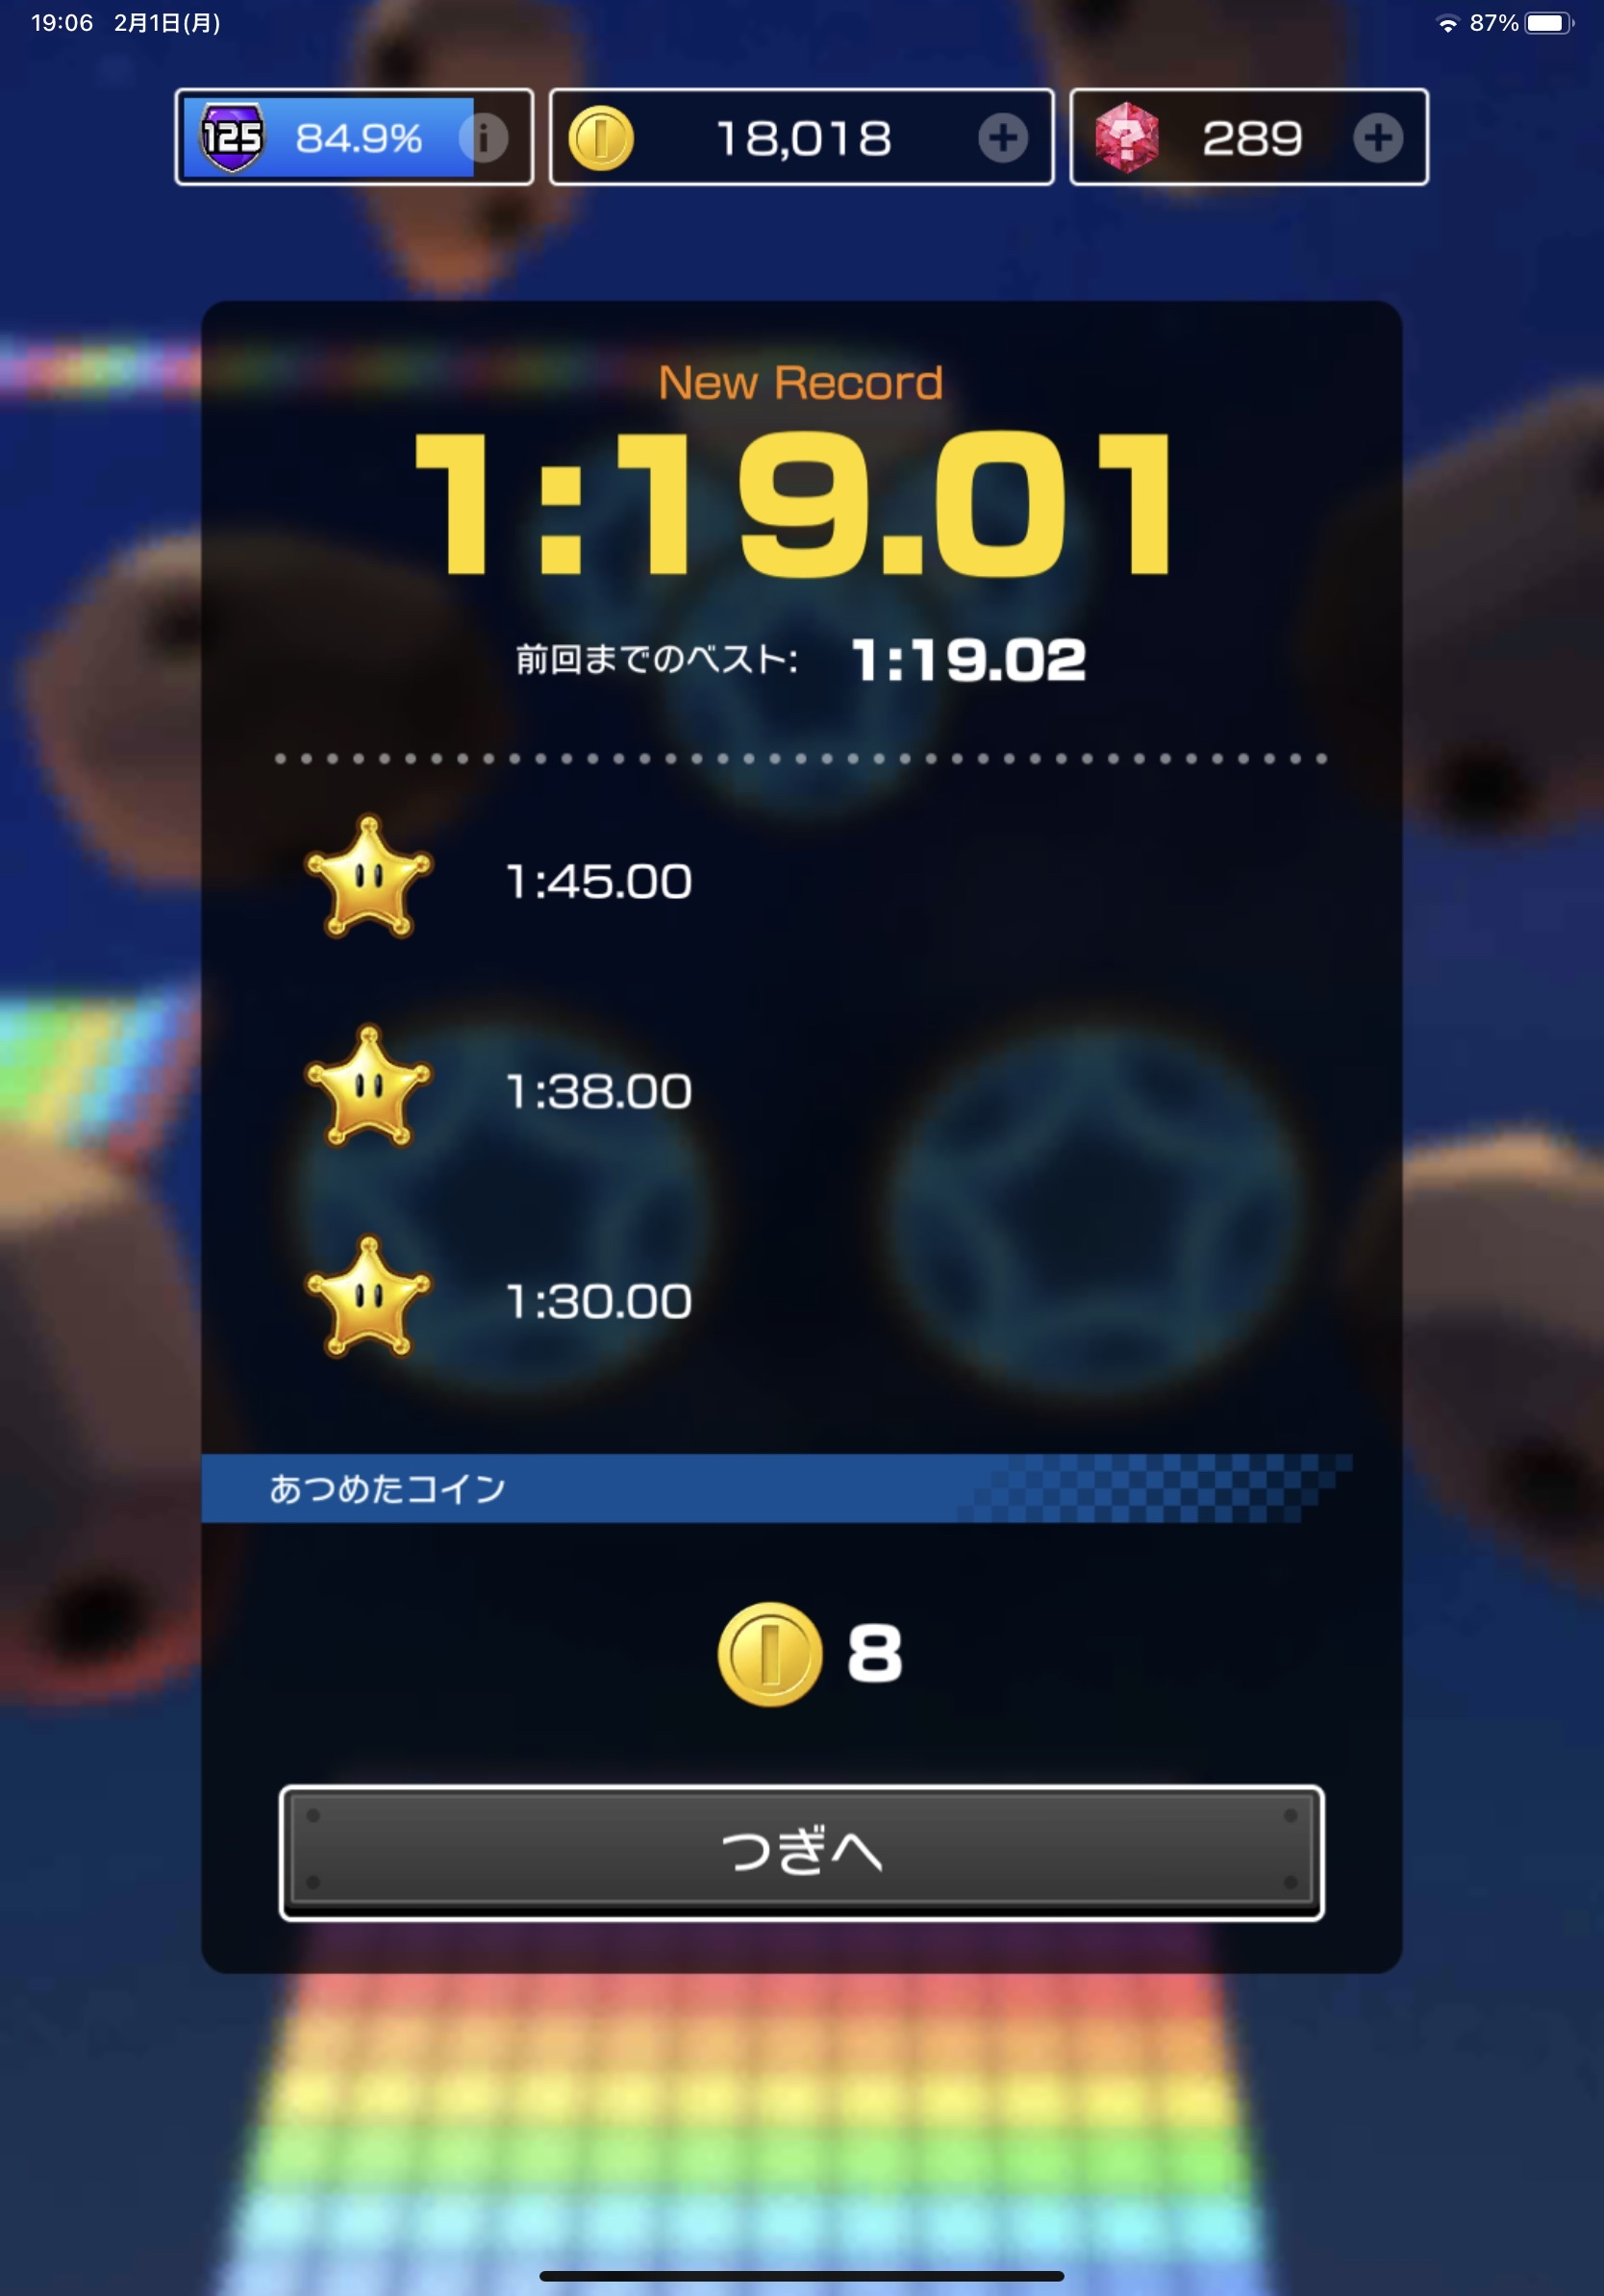 19:06 2月1日(月) 87%
125 84.9% i 18,018 + ? 289 +
New Record
1:19.01
前回までのベスト: 1:19.02
1:45.00
1:38.00
1:30.00
あつめたコイン
8
つぎへ